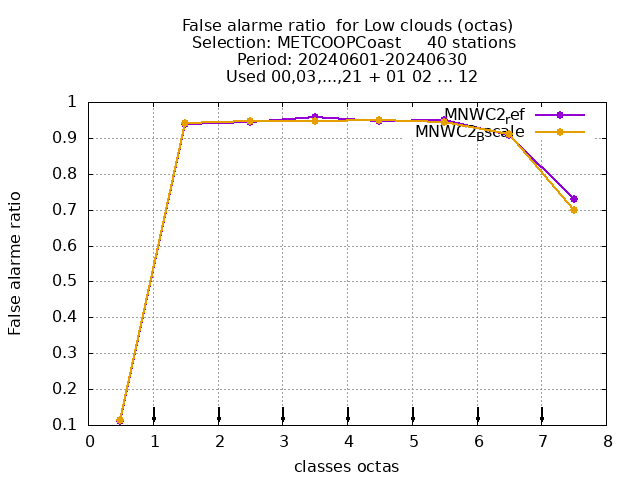 False alarme ratio  for Low clouds (octas)
Selection: METCOOPCoast     40 stations
Period: 20240601-20240630
Used 00,03,...,21 + 01 02 ... 12
MNWC2ref
MNWC2Bscale
1
0.9
0.8
0.7
0.6
0.5
0.4
0.3
0.2
0.1
False alarme ratio
0 1 2 3 4 5 6 7 8
classes octas